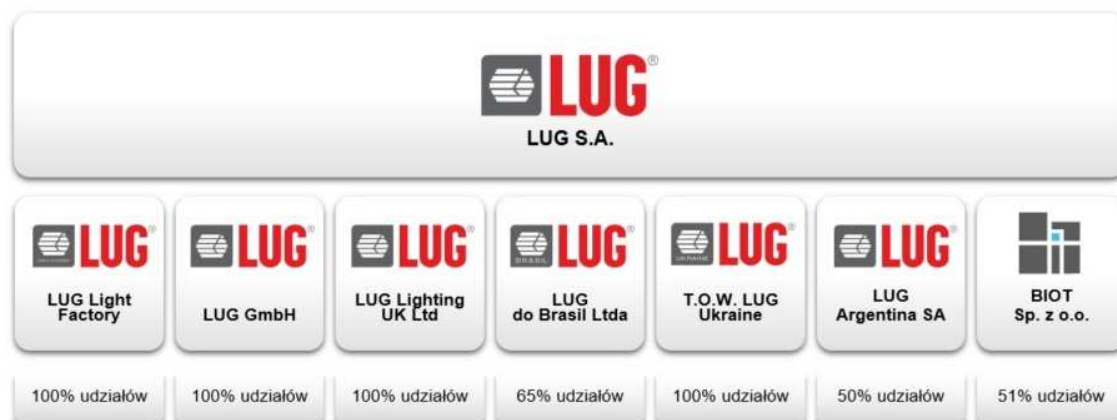 LUG®
LUG S.A.
LUG®
LUG Light
Factory
LUG®
LUG GmbH
LUG®
LUG Lighting
UK Ltd
BRASIL
LUG®
LUG
do Brasil Ltda
LUG®
T.O.W. LUG
Ukraine
LUG®
LUG
Argentina SA
BIOT
Sp. z o.o.
100% udziałów
100% udziałów
100% udziałów
65% udziałów
100% udziałów
50% udziałów
51% udziałów